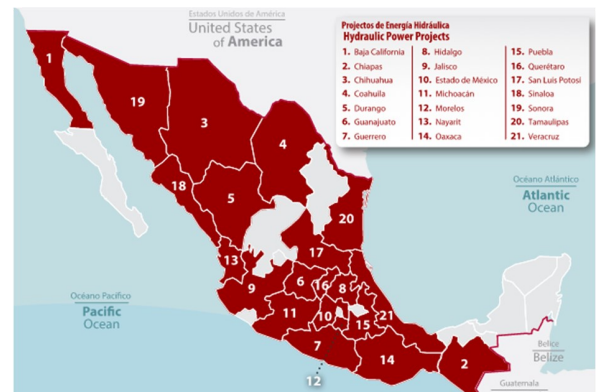 Estados Unidos de América
United States
of America
Projectos de Energía Hidráulica
Hydraulic Power Projects
1. Baja California
2. Chiapas
3. Chihuahua
4. Coahuila
5. Durango
6. Guanajuato
7. Guerrero
8. Hidalgo
9. Jalisco
10. Estado de México
11. Michoacán
12. Morelos
13. Nayarit
14. Oaxaca
15. Puebla
16. Querétaro
17. San Luis Potosí
18. Sinaloa
19. Sonora
20. Tamaulipas
21. Veracruz
1
19
3
4
18
5
20
17
13
9
6
16
8
11
10
15
21
7
14
2
12
Océano Atlántico
Atlantic
Ocean
Océano Pacífico
Pacific
Ocean
Belice
Belize
Guatemala